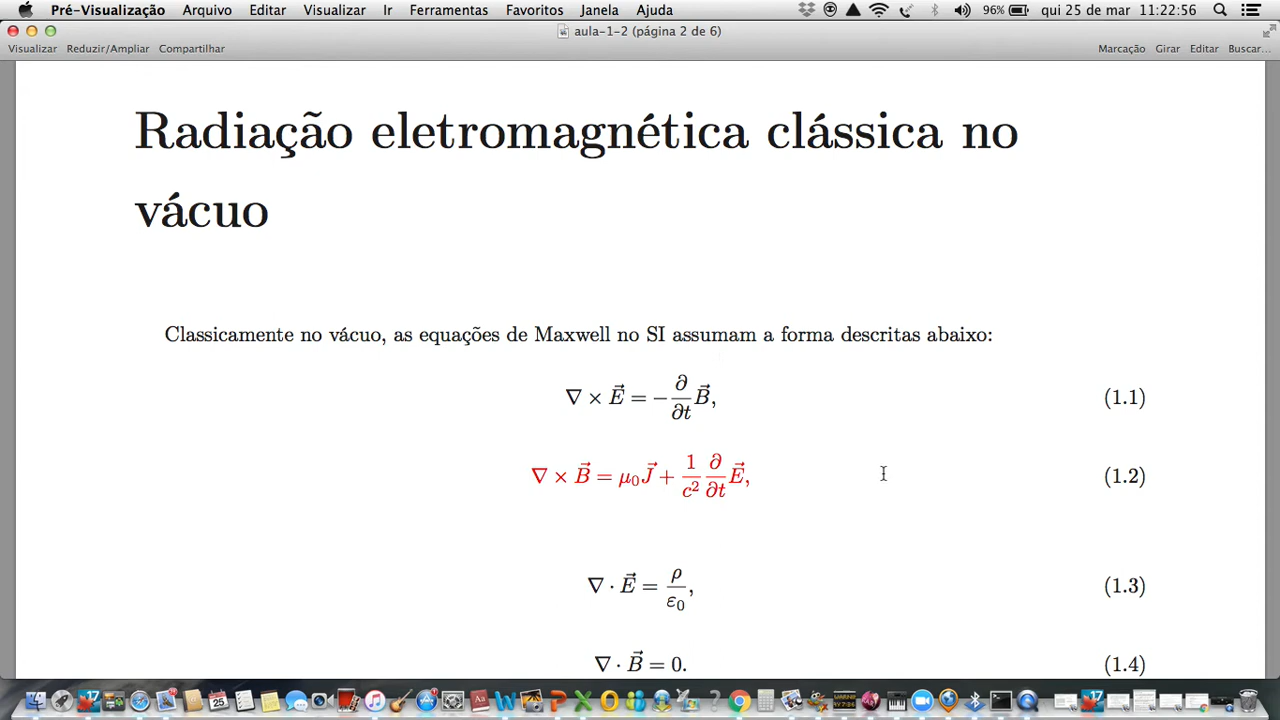 Pré-Visualização Arquivo Editar Visualizar Ir Ferramentas Favoritos Janela Ajuda 96% qui 25 de mar 11:22:56
aula-1-2 (página 2 de 6)
Visualizar Reduzir/Ampliar Compartilhar Marcação Girar Editar Buscar...
Radiação eletromagnética clássica no
vácuo
Classicamente no vácuo, as equações de Maxwell no SI assumam a forma descritas abaixo:
∇ × E⃗ = −∂/∂t B⃗, (1.1)
∇ × B⃗ = μ₀J⃗ + 1/c² ∂/∂t E⃗, (1.2)
∇ · E⃗ = ρ/ε₀, (1.3)
∇ · B⃗ = 0. (1.4)